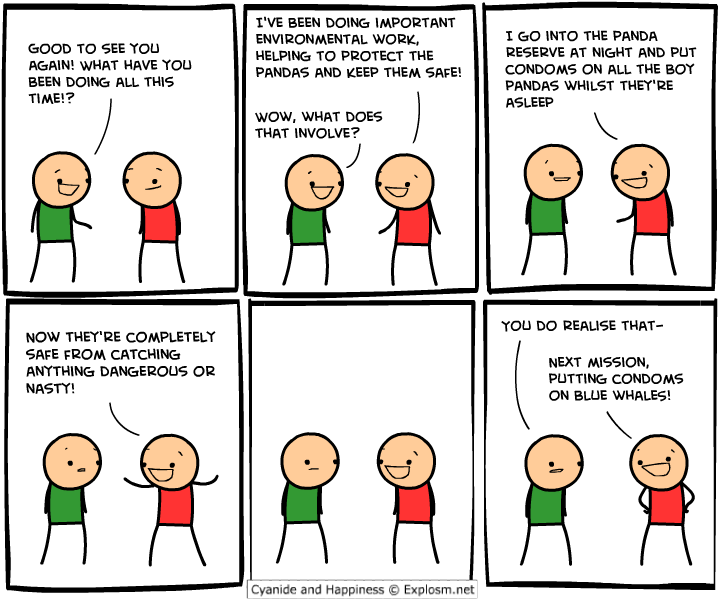 GOOD TO SEE YOU
AGAIN! WHAT HAVE YOU
BEEN DOING ALL THIS
TIME!?
I'VE BEEN DOING IMPORTANT
ENVIRONMENTAL WORK,
HELPING TO PROTECT THE
PANDAS AND KEEP THEM SAFE!
WOW, WHAT DOES
THAT INVOLVE?
I GO INTO THE PANDA
RESERVE AT NIGHT AND PUT
CONDOMS ON ALL THE BOY
PANDAS WHILST THEY'RE
ASLEEP
NOW THEY'RE COMPLETELY
SAFE FROM CATCHING
ANYTHING DANGEROUS OR
NASTY!
YOU DO REALISE THAT-
NEXT MISSION,
PUTTING CONDOMS
ON BLUE WHALES!
Cyanide and Happiness © Explosm.net